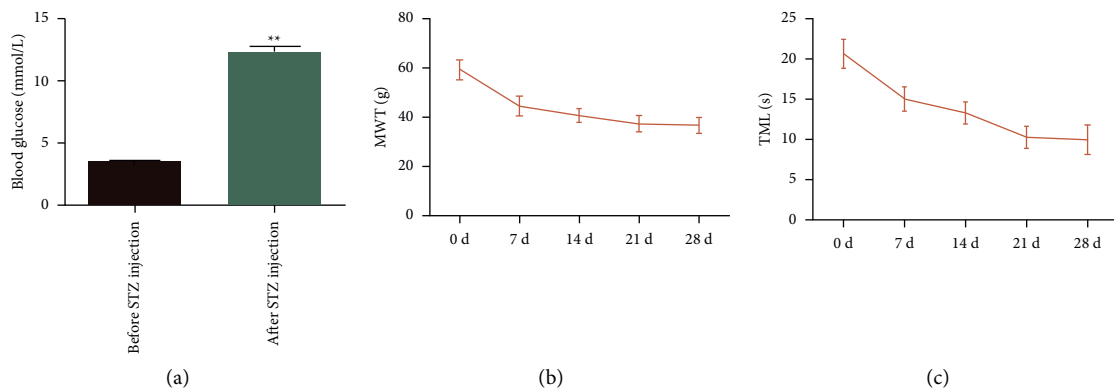 Blood glucose (mmol/L)
15
10
5
0
**
Before STZ injection
After STZ injection
(a)
MWT (g)
80
60
40
20
0
0 d
7 d
14 d
21 d
28 d
(b)
TML (s)
25
20
15
10
5
0
0 d
7 d
14 d
21 d
28 d
(c)